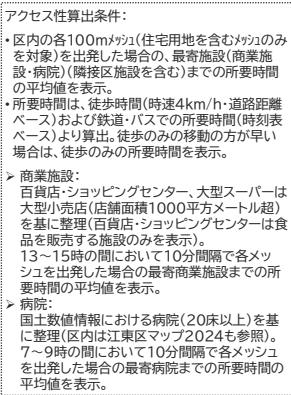 アクセス性算出条件：
・区内の各100mメッシュ(住宅用地を含むメッシュのみ
を対象)を出発した場合の、最寄施設(商業施
設・病院)(隣接区施設を含む)までの所要時間
の平均値を表示。
・所要時間は、徒歩時間(時速4km/h・道路距離
ベース)および鉄道・バスでの所要時間(時刻表
ベース)より算出。徒歩のみの移動の方が早い
場合は、徒歩のみの所要時間を表示。
➢ 商業施設：
百貨店・ショッピングセンター、大型スーパーは
大型小売店(店舗面積1000平方メートル超)
を基に整理(百貨店・ショッピングセンターは食
品を販売する施設のみを表示)。
13～15時の間において10分間隔で各メッ
シュを出発した場合の最寄商業施設までの所
要時間の平均値を表示。
➢ 病院：
国土数値情報における病院(20床以上)を基
に整理(区内は江東区マップ2024も参照)。
7～9時の間において10分間隔で各メッシュ
を出発した場合の最寄病院までの所要時間の
平均値を表示。